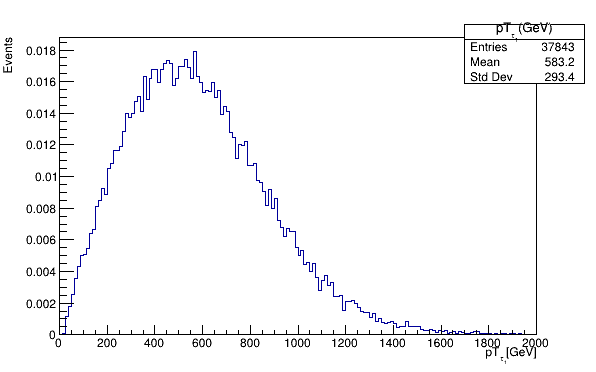 pTτ1(GeV)
Entries 37843
Mean 583.2
Std Dev 293.4
Events
0.018
0.016
0.014
0.012
0.01
0.008
0.006
0.004
0.002
0
0 200 400 600 800 1000 1200 1400 1600 1800 2000
pTτ1[GeV]